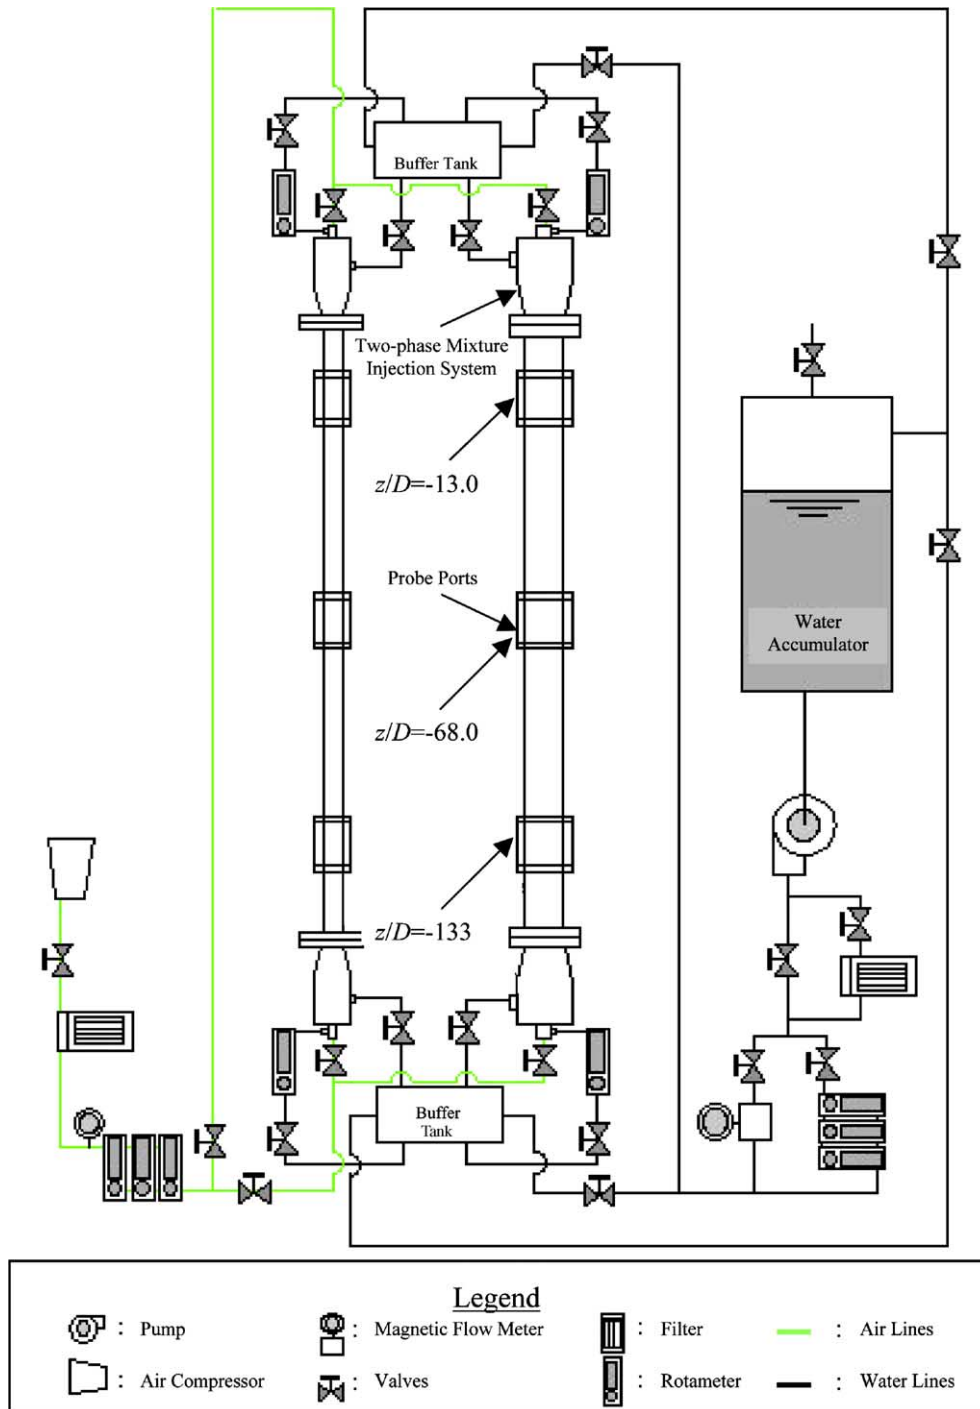 Buffer Tank
Two-phase Mixture
Injection System
z/D=-13.0
Probe Ports
z/D=-68.0
z/D=-133
Water
Accumulator
Buffer
Tank
Legend
: Pump
: Magnetic Flow Meter
: Filter
: Air Lines
: Air Compressor
: Valves
: Rotameter
: Water Lines